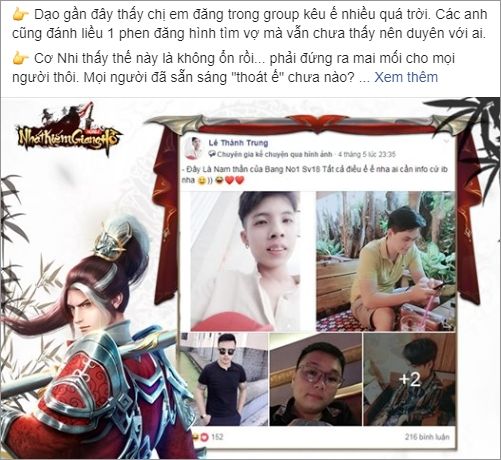 👉 Dạo gần đây thấy chị em đăng trong group kêu ế nhiều quá trời. Các anh
cũng đánh liều 1 phen đăng hình tìm vợ mà vẫn chưa thấy nên duyên với ai.
👉 Cơ Nhi thấy thế này là không ổn rồi... phải đứng ra mai mối cho mọi
người thôi. Mọi người đã sẵn sáng "thoát ế" chưa nào? ... Xem thêm
Nhất Kiếm Giang Hồ
Lê Thành Trung
Chuyên gia kể chuyện qua hình ảnh · 4 tháng 5 lúc 23:35
- Đây Là Nam thần của Bang No1 Sv18 Tất cả điều ế ế nha ai cần info cứ ib
nha 😆)) 😂❤❤
+2
152
216 bình luận